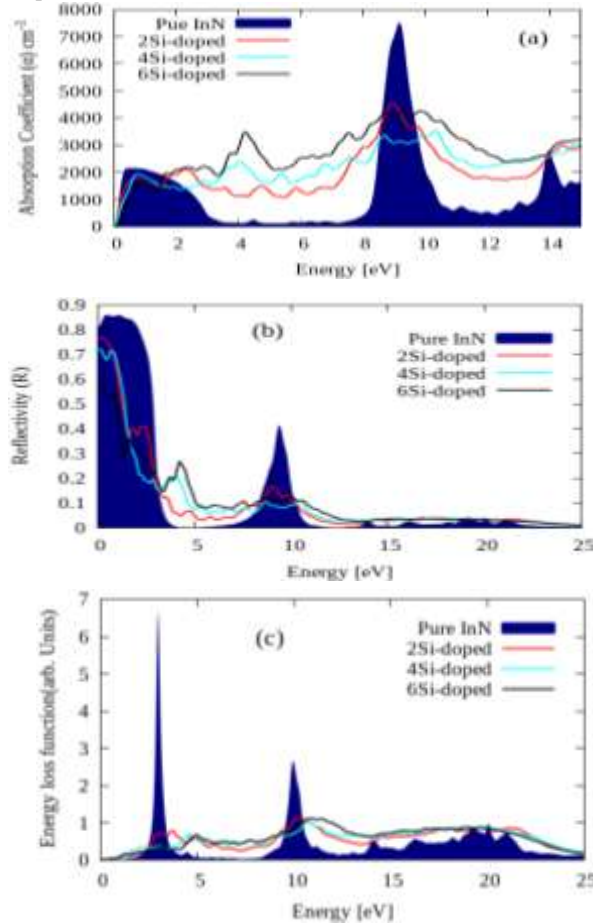 8000
7000
6000
5000
4000
3000
2000
1000
0
Absorption Coefficient (α) cm⁻²
Pue InN
2Si-doped
4Si-doped
6Si-doped
(a)
0 2 4 6 8 10 12 14
Energy [eV]
0.9
0.8
0.7
0.6
0.5
0.4
0.3
0.2
0.1
0
Reflectivity (R)
(b)
Pure InN
2Si-doped
4Si-doped
6Si-doped
0 5 10 15 20 25
Energy [eV]
7
6
5
4
3
2
1
0
Energy loss function(arb. Units)
(c)
Pure InN
2Si-doped
4Si-doped
6Si-doped
0 5 10 15 20 25
Energy [eV]